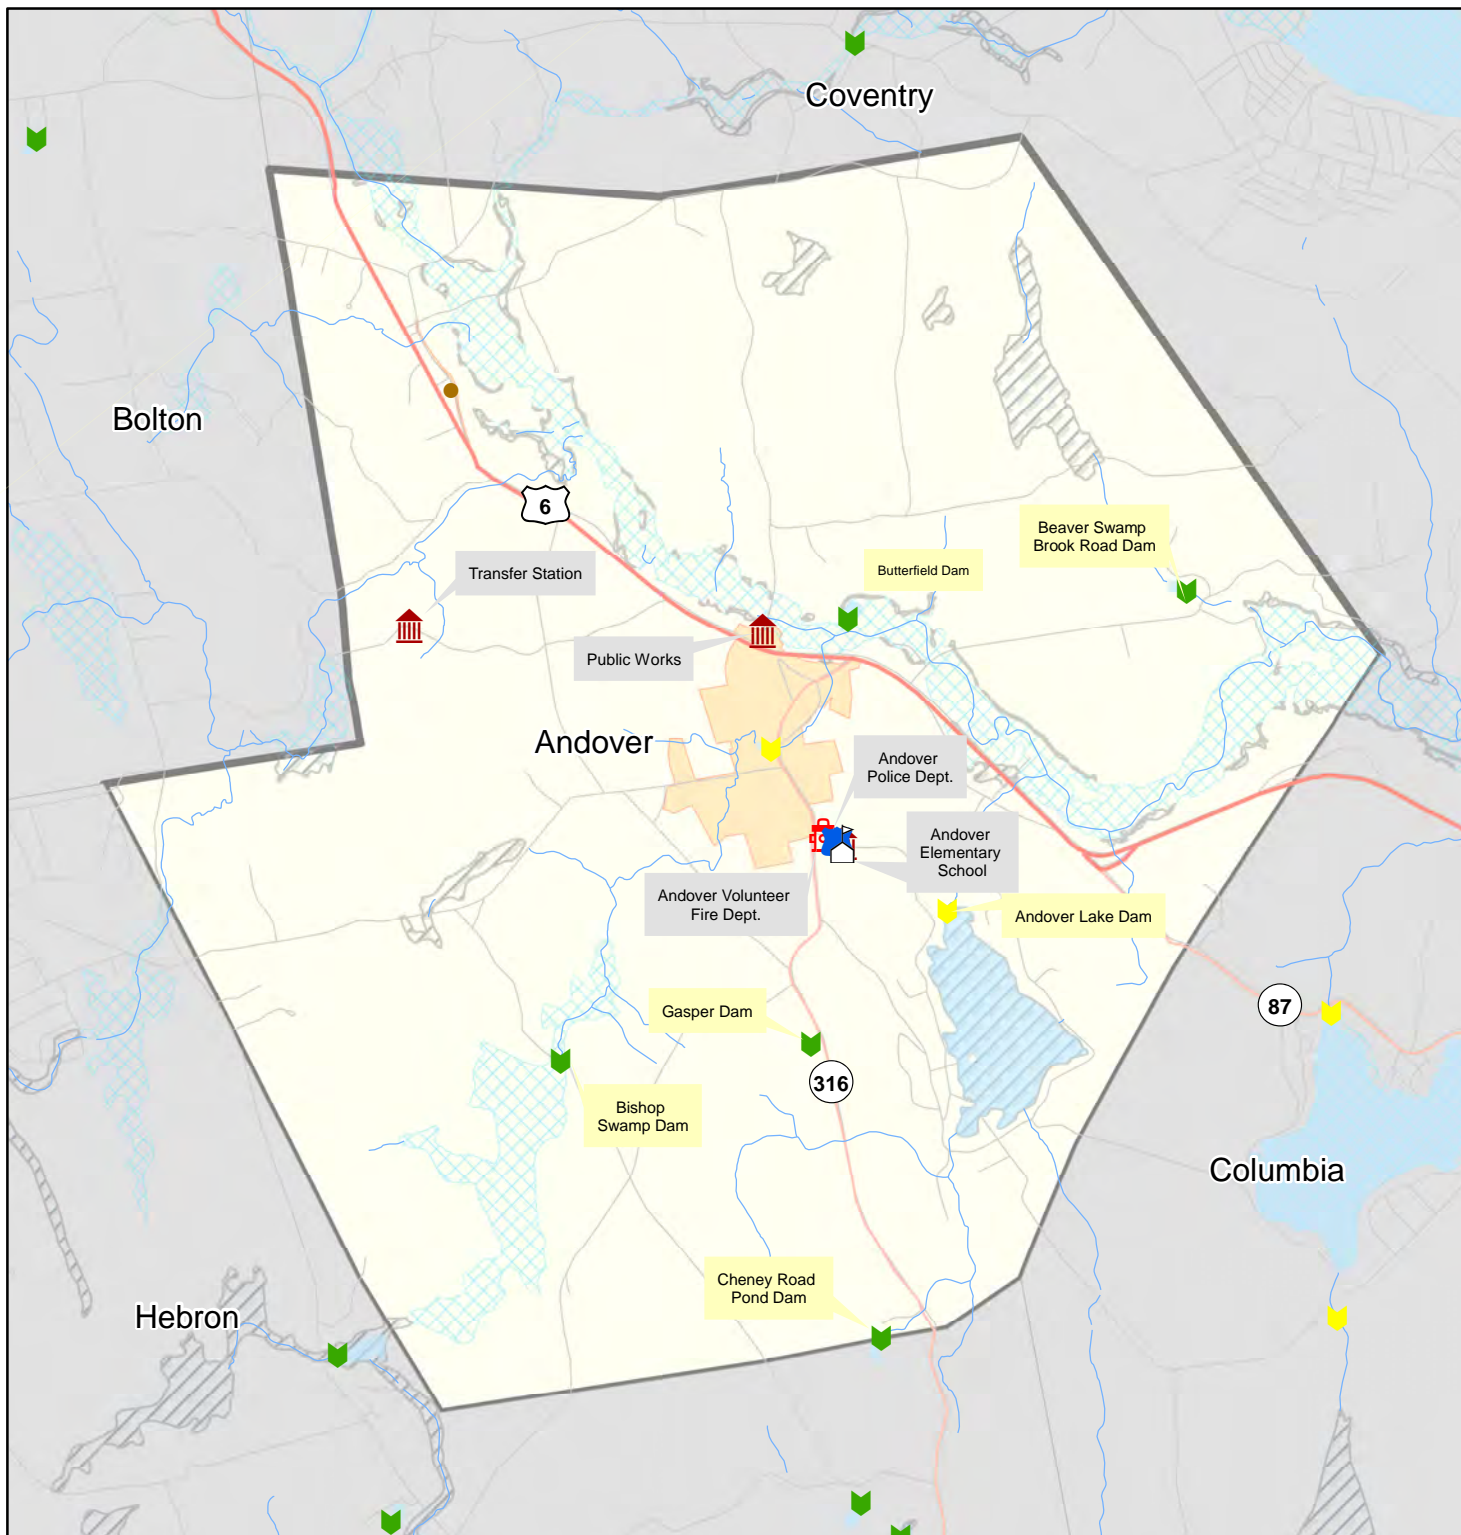 Coventry
Bolton
6
Beaver Swamp
Brook Road Dam
Butterfield Dam
Transfer Station
Public Works
Andover
Andover
Police Dept.
Andover
Elementary
School
Andover Volunteer
Fire Dept.
Andover Lake Dam
Gasper Dam
87
316
Bishop
Swamp Dam
Columbia
Cheney Road
Pond Dam
Hebron